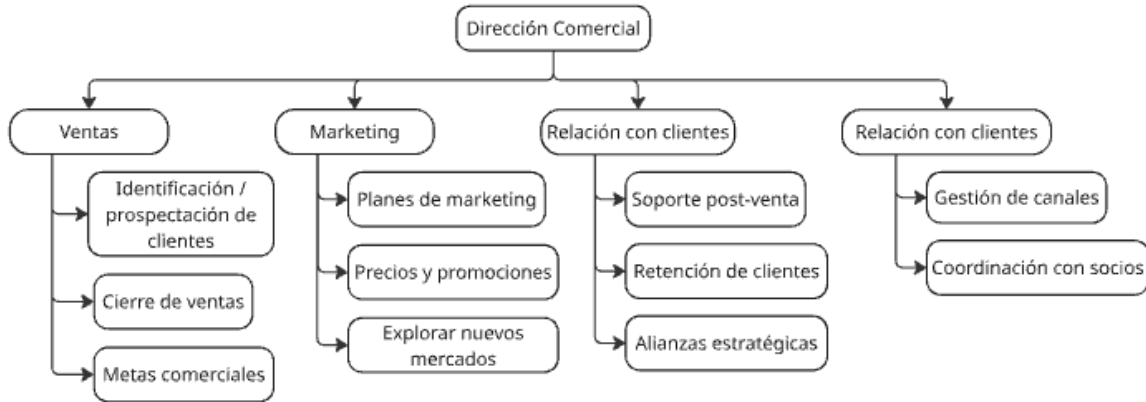 Dirección Comercial
Ventas
Marketing
Relación con clientes
Relación con clientes
Identificación /
prospectación de
clientes
Cierre de ventas
Metas comerciales
Planes de marketing
Precios y promociones
Explorar nuevos
mercados
Soporte post-venta
Retención de clientes
Alianzas estratégicas
Gestión de canales
Coordinación con socios